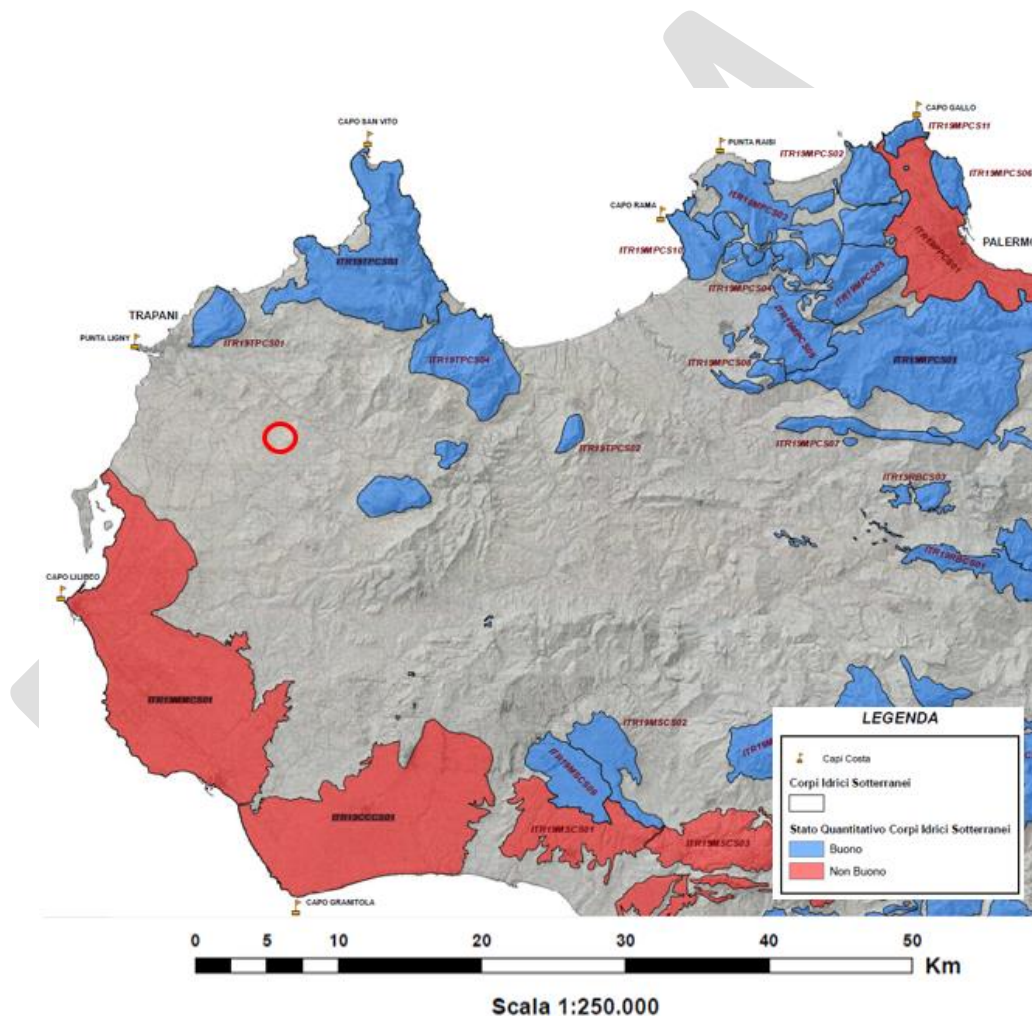 CAPO GALLO
CAPO SAN VITO
ITR19MPCS11
PUNTA RAISI
ITR19MPCS02
ITR19MPCS06
ITR19MPCS03
CAPO RAMA
ITR19MPCS01
PALERMO
ITR19MPCS10
ITR19TPCS03
ITR19MPCS05
ITR19MPCS04
TRAPANI
PUNTA LIGNY
ITR19TPCS01
ITR19TPCS04
ITR19MPCS08
ITR19TPCS02
ITR19MPCS07
CAPO LILIBEO
ITR19MSCS02
ITR19MSCS01
ITR19MSCS03
ITR19CCCS01
CAPO GRANITOLA
LEGENDA
Capi Costa
Corpi Idrici Sotterranei
Stato Quantitativo Corpi Idrici Sotterranei
Buono
Non Buono
0 5 10 20 30 40 50 Km
Scala 1:250.000